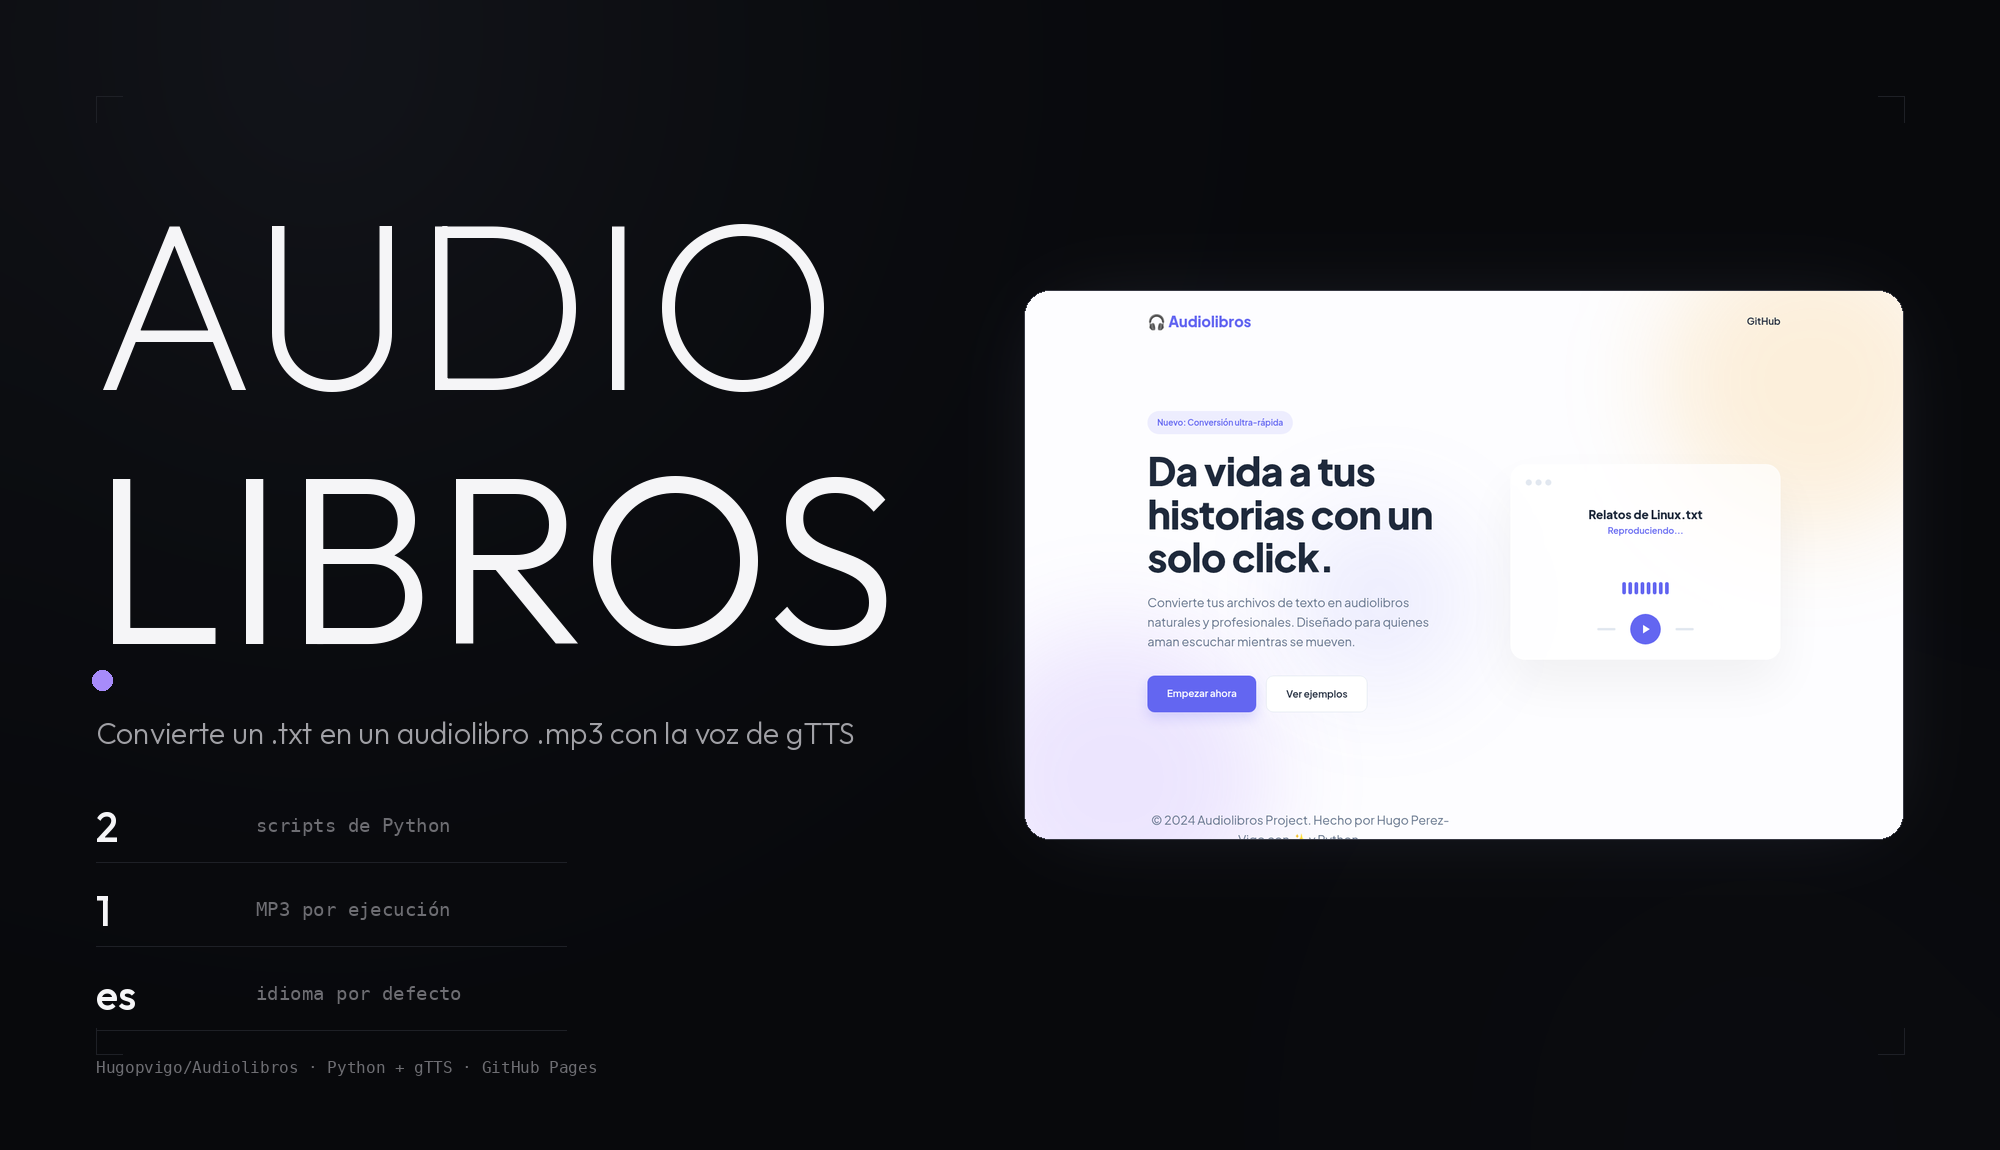 AUDIO
LIBROS
Convierte un .txt en un audiolibro .mp3 con la voz de gTTS
2 scripts de Python
1 MP3 por ejecución
es idioma por defecto
Hugopvigo/Audiolibros · Python + gTTS · GitHub Pages
🎧 Audiolibros
GitHub
Nuevo: Conversión ultra-rápida
Da vida a tus
historias con un
solo click.
Convierte tus archivos de texto en audiolibros
naturales y profesionales. Diseñado para quienes
aman escuchar mientras se mueven.
Empezar ahora
Ver ejemplos
Relatos de Linux.txt
Reproduciendo...
© 2024 Audiolibros Project. Hecho por Hugo Perez-
Vigo con ✨ y Python